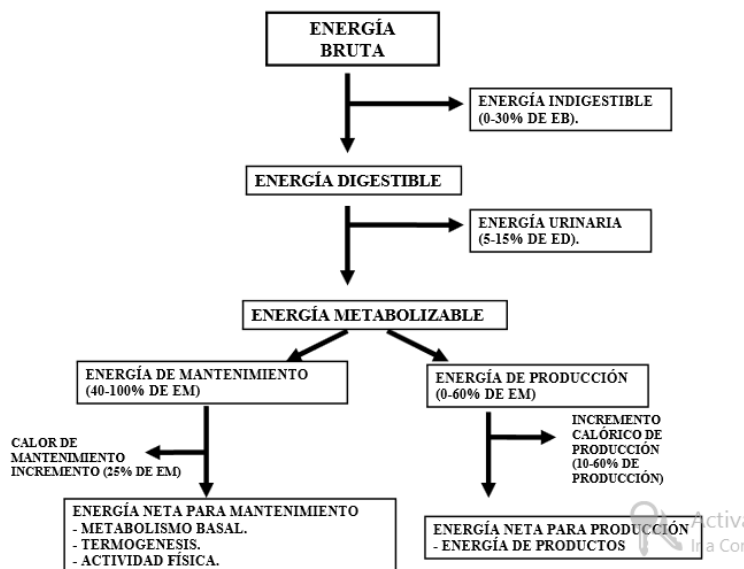 ENERGÍA
BRUTA
ENERGÍA INDIGESTIBLE
(0-30% DE EB).
ENERGÍA DIGESTIBLE
ENERGÍA URINARIA
(5-15% DE ED).
ENERGÍA METABOLIZABLE
ENERGÍA DE MANTENIMIENTO
(40-100% DE EM)
ENERGÍA DE PRODUCCIÓN
(0-60% DE EM)
CALOR DE
MANTENIMIENTO
INCREMENTO (25% DE EM)
INCREMENTO
CALÓRICO DE
PRODUCCIÓN
(10-60% DE
PRODUCCIÓN)
ENERGÍA NETA PARA MANTENIMIENTO
- METABOLISMO BASAL.
- TERMOGENESIS.
- ACTIVIDAD FÍSICA.
ENERGÍA NETA PARA PRODUCCIÓN
- ENERGÍA DE PRODUCTOS
Activa
Ir a Con